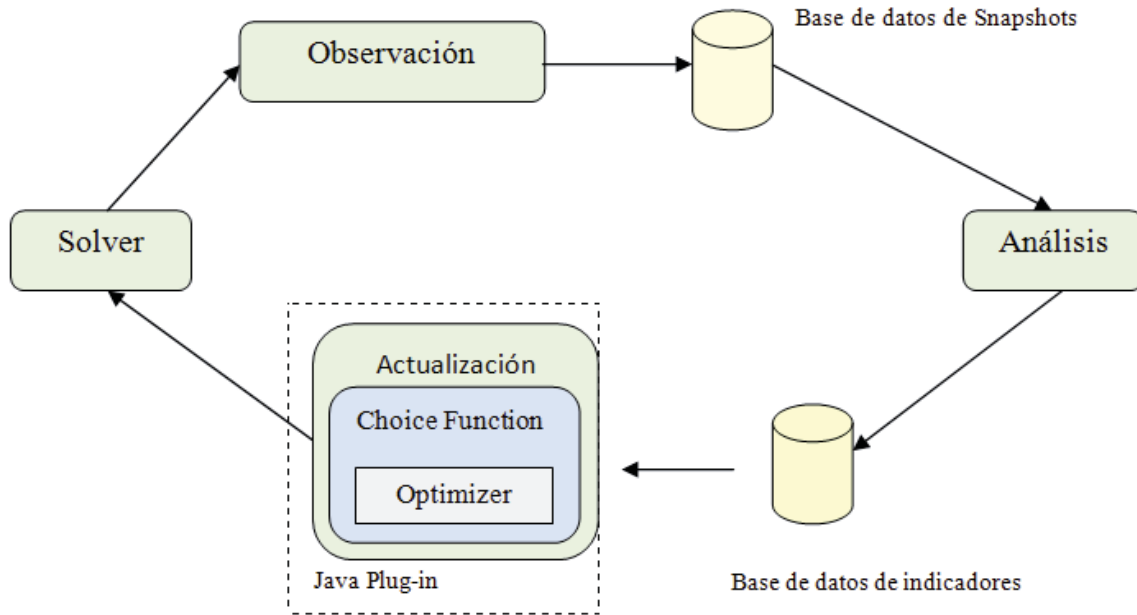 Base de datos de Snapshots
Observación
Solver
Análisis
Actualización
Choice Function
Optimizer
Java Plug-in
Base de datos de indicadores